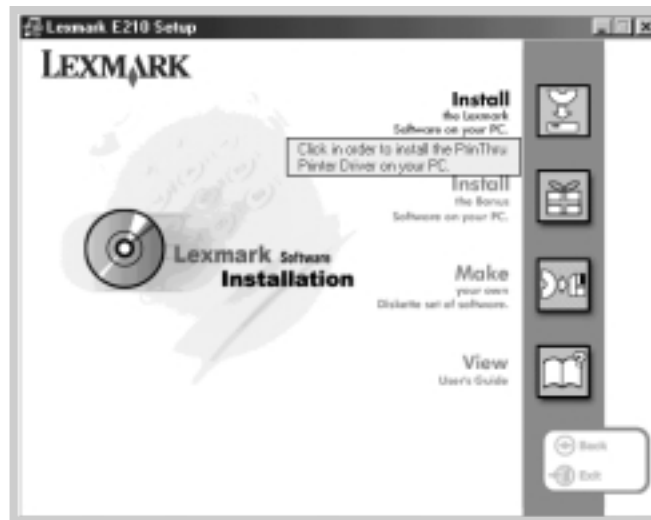 Lexmark E210 Setup
LEXMARK
Install
the Lexmark
Software on your PC.
Click in order to install the PrinThru
Printer Driver on your PC.
Install
the Bonus
Software on your PC.
Lexmark Software
Installation
Make
your own
Diskette set of software.
View
User's Guide
Back
Exit